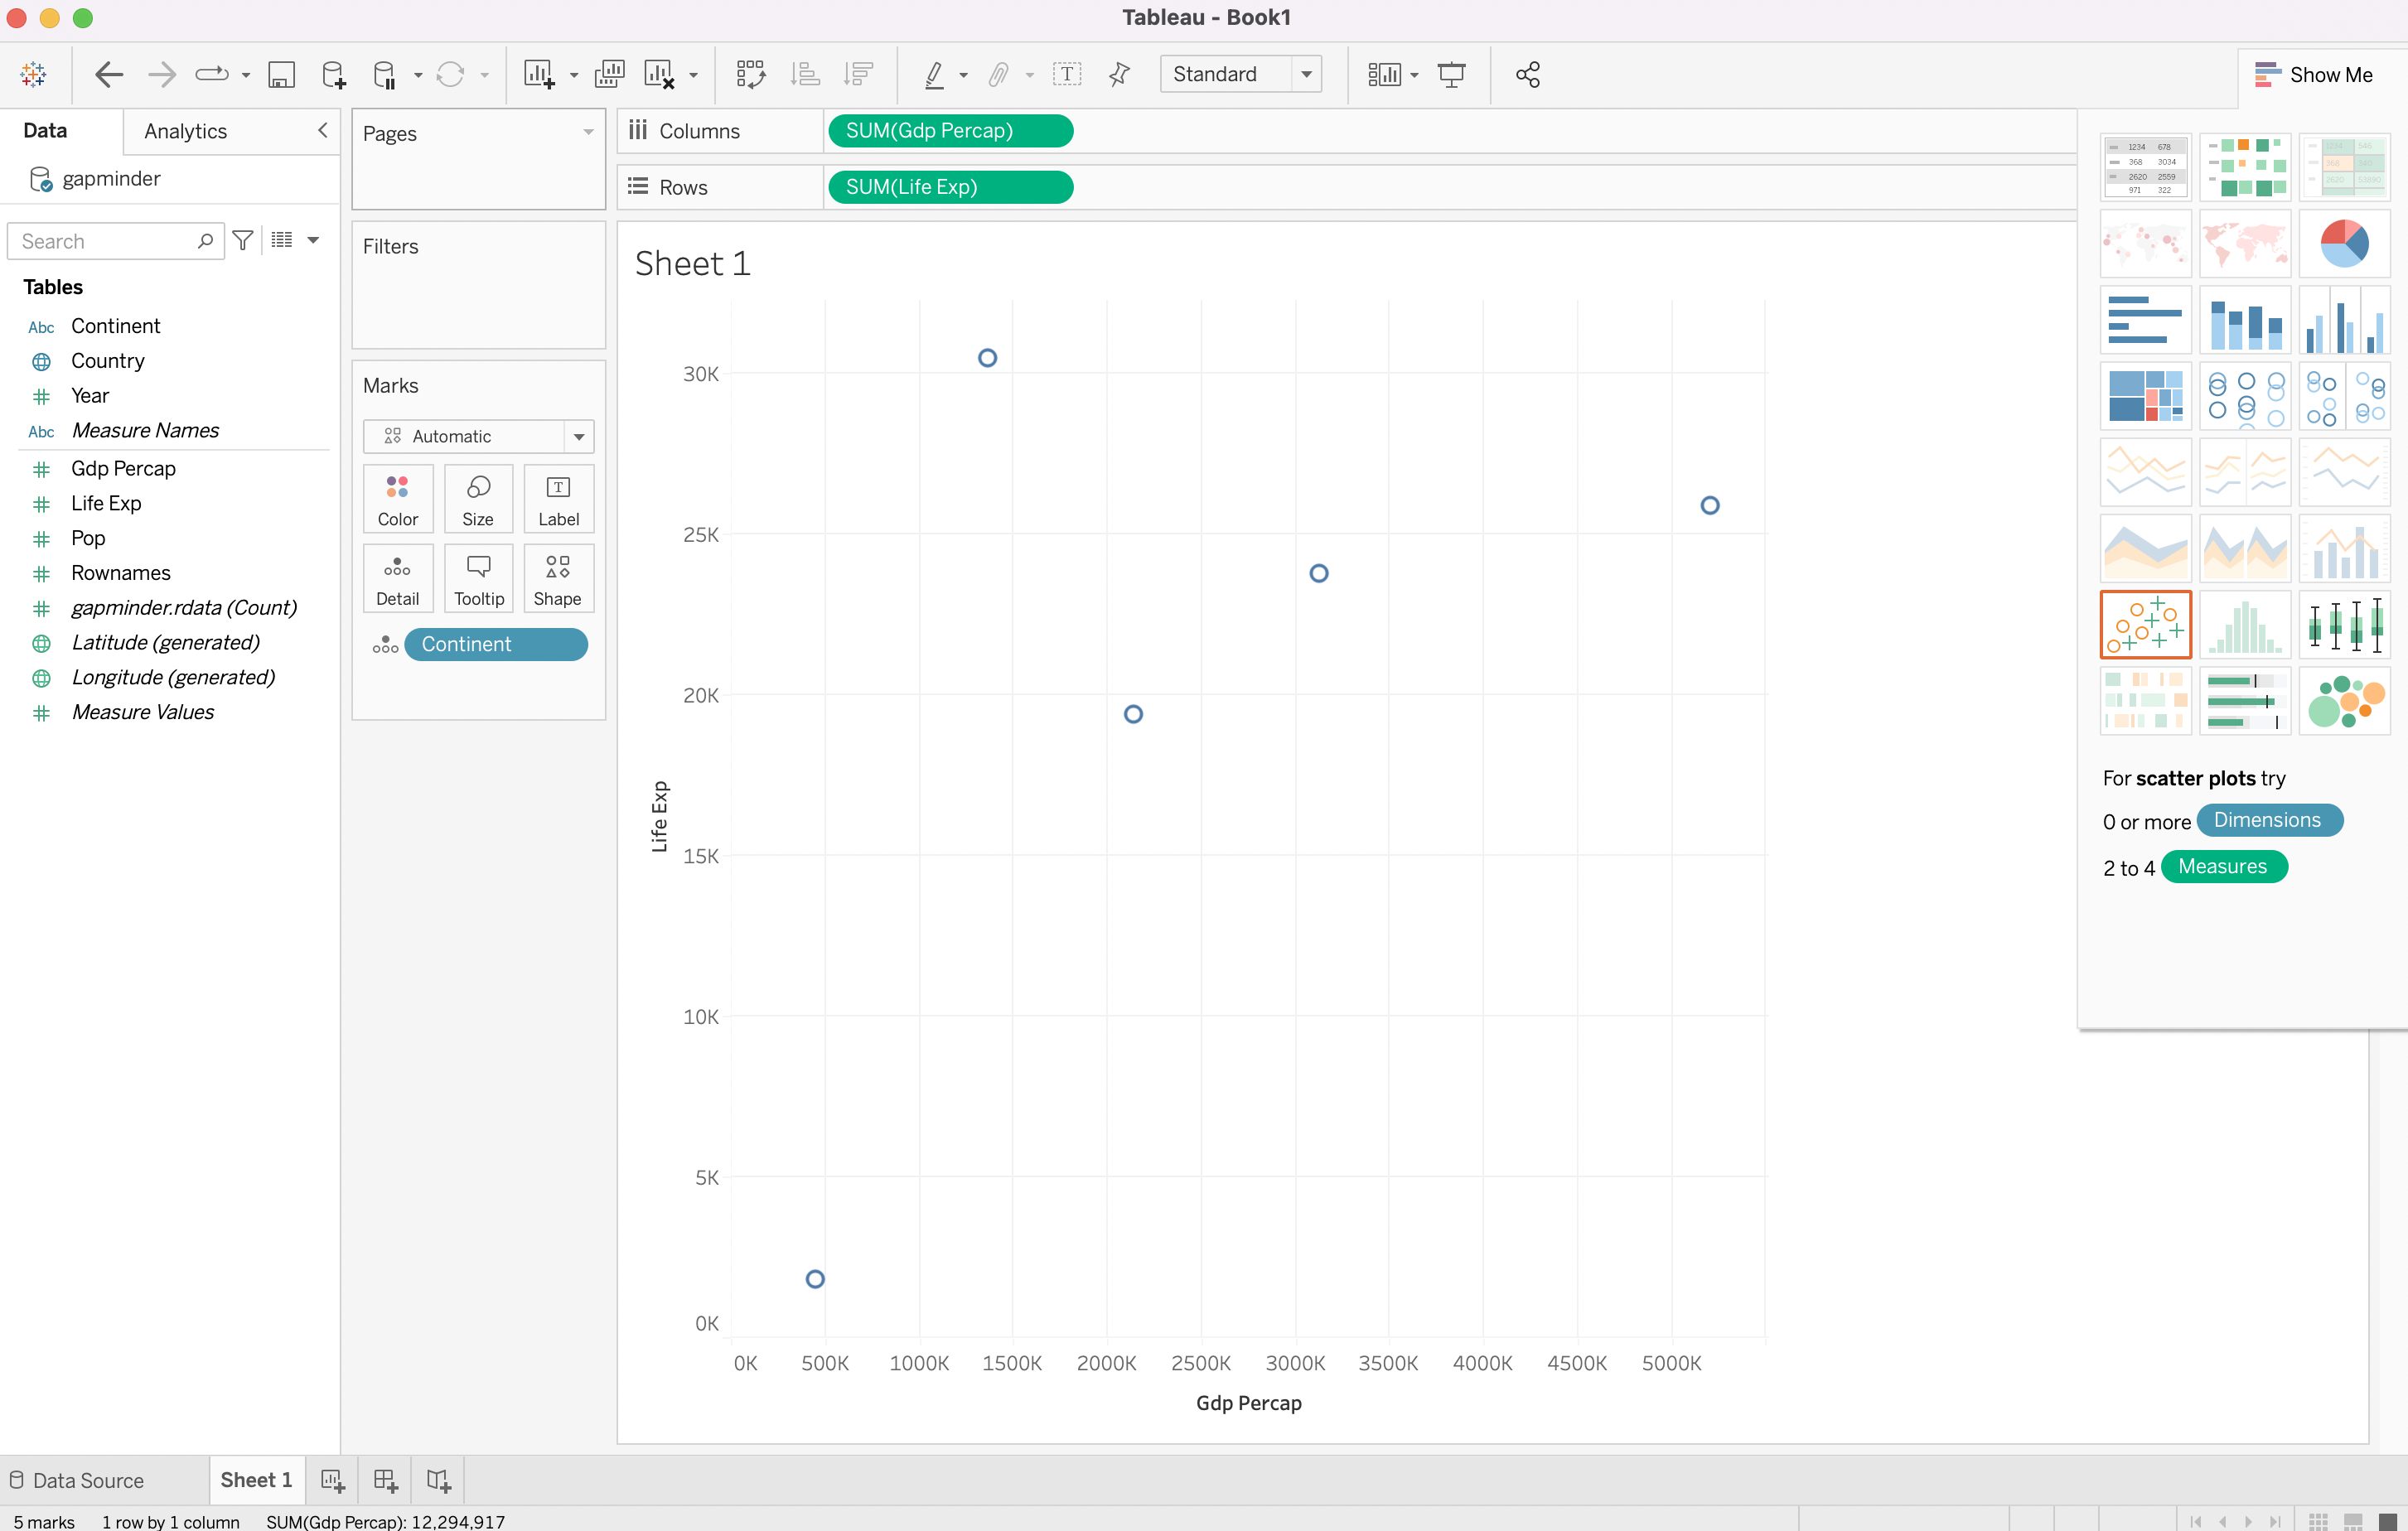 Tableau - Book1
Standard
Show Me
Data
Analytics
gapminder
Search
Tables
Abc Continent
Country
Year
Abc Measure Names
Gdp Percap
Life Exp
Pop
Rownames
gapminder.rdata (Count)
Latitude (generated)
Longitude (generated)
Measure Values
Pages
Filters
Marks
Automatic
Color
Size
T
Label
Detail
Tooltip
Shape
Continent
Columns
SUM(Gdp Percap)
Rows
SUM(Life Exp)
Sheet 1
30K
25K
20K
15K
10K
5K
0K
Life Exp
0K 500K 1000K 1500K 2000K 2500K 3000K 3500K 4000K 4500K 5000K
Gdp Percap
1234 678
368 3034
2620 2559
971 322
For scatter plots try
0 or more Dimensions
2 to 4 Measures
Data Source
Sheet 1
5 marks 1 row by 1 column SUM(Gdp Percap): 12,294,917